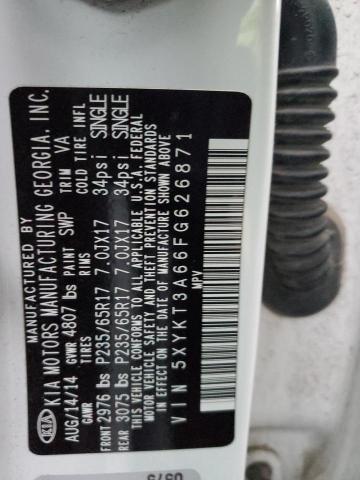 MANUFACTURED BY
KIA KIA MOTORS MANUFACTURING GEORGIA, INC.
AUG/14/14 GVWR 4807 lbs PAINT SWP TRIM VA
GAWR TIRES RIMS COLD TIRE INFL
FRONT 2976 lbs P235/65R17 7.0JX17 34psi SINGLE
REAR 3075 lbs P235/65R17 7.0JX17 34psi SINGLE
THIS VEHICLE CONFORMS TO ALL APPLICABLE U.S.A FEDERAL
MOTOR VEHICLE SAFETY AND THEFT PREVENTION STANDARDS
IN EFFECT ON THE DATE OF MANUFACTURE SHOWN ABOVE.
VIN 5XYKT3A66FG626871
MPV